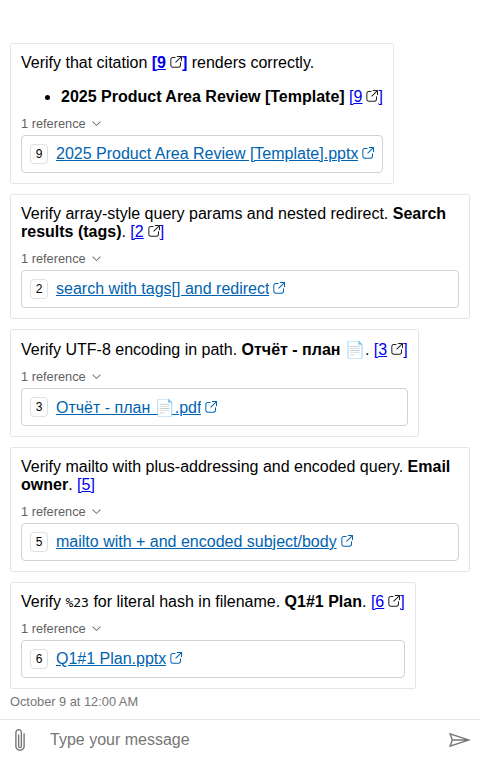 Verify that citation [9] renders correctly.
• 2025 Product Area Review [Template] [9]
1 reference
9 2025 Product Area Review [Template].pptx
Verify array-style query params and nested redirect. Search
results (tags). [2]
1 reference
2 search with tags[] and redirect
Verify UTF-8 encoding in path. Отчёт - план 📄. [3]
1 reference
3 Отчёт - план 📄.pdf
Verify mailto with plus-addressing and encoded query. Email
owner. [5]
1 reference
5 mailto with + and encoded subject/body
Verify %23 for literal hash in filename. Q1#1 Plan. [6]
1 reference
6 Q1#1 Plan.pptx
October 9 at 12:00 AM
Type your message